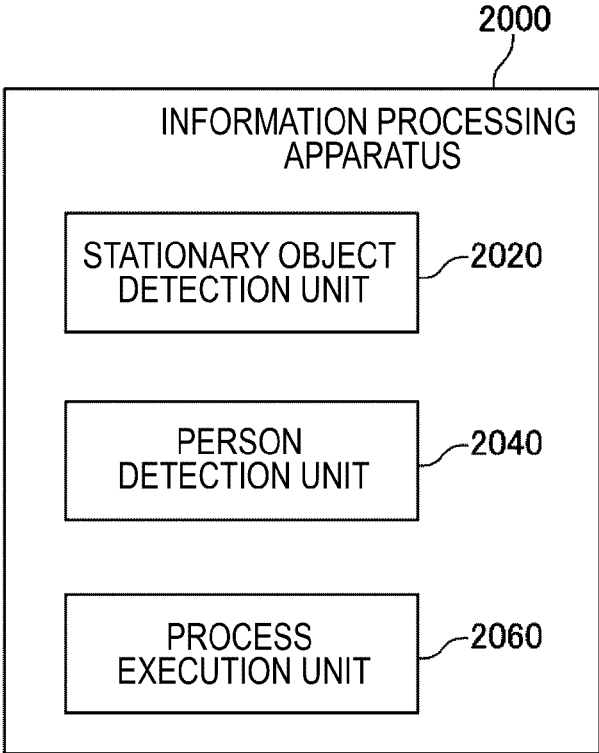 2000
INFORMATION PROCESSING
APPARATUS
STATIONARY OBJECT
DETECTION UNIT
2020
PERSON
DETECTION UNIT
2040
PROCESS
EXECUTION UNIT
2060